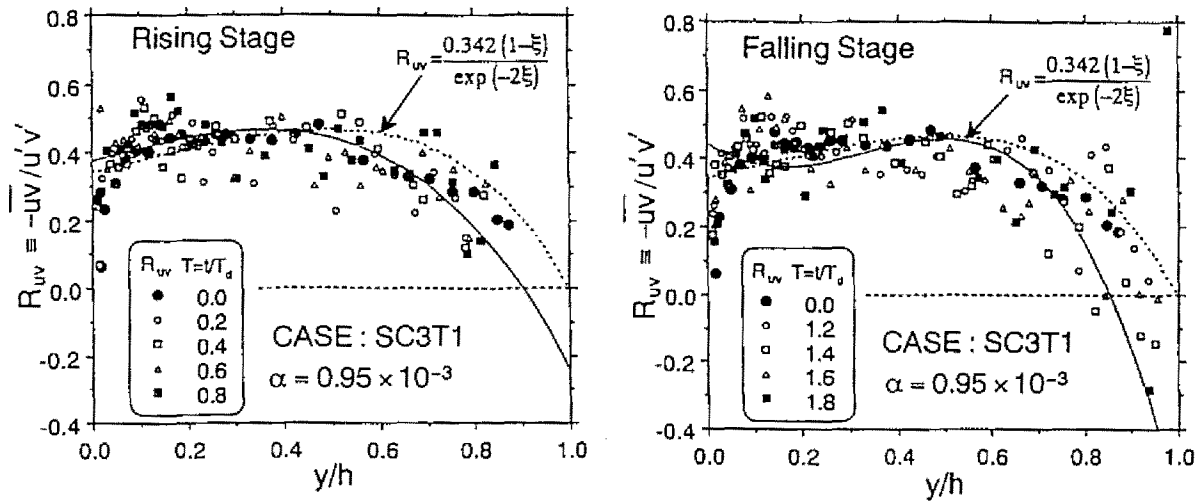 Rising Stage
R_uv = 0.342 (1–ξ) / exp (–2ξ)
R_uv ≡ -u̅v̅/u'v'
0.8
0.6
0.4
0.2
0.0
-0.2
-0.4
R_uv T=t/T_d
0.0
0.2
0.4
0.6
0.8
CASE : SC3T1
α = 0.95 × 10⁻³
0.0 0.2 0.4 0.6 0.8 1.0
y/h
Falling Stage
R_uv = 0.342 (1–ξ) / exp (–2ξ)
R_uv ≡ -u̅v̅/u'v'
0.8
0.6
0.4
0.2
0.0
-0.2
-0.4
R_uv T=t/T_d
0.0
1.2
1.4
1.6
1.8
CASE : SC3T1
α = 0.95 × 10⁻³
0.0 0.2 0.4 0.6 0.8 1.0
y/h